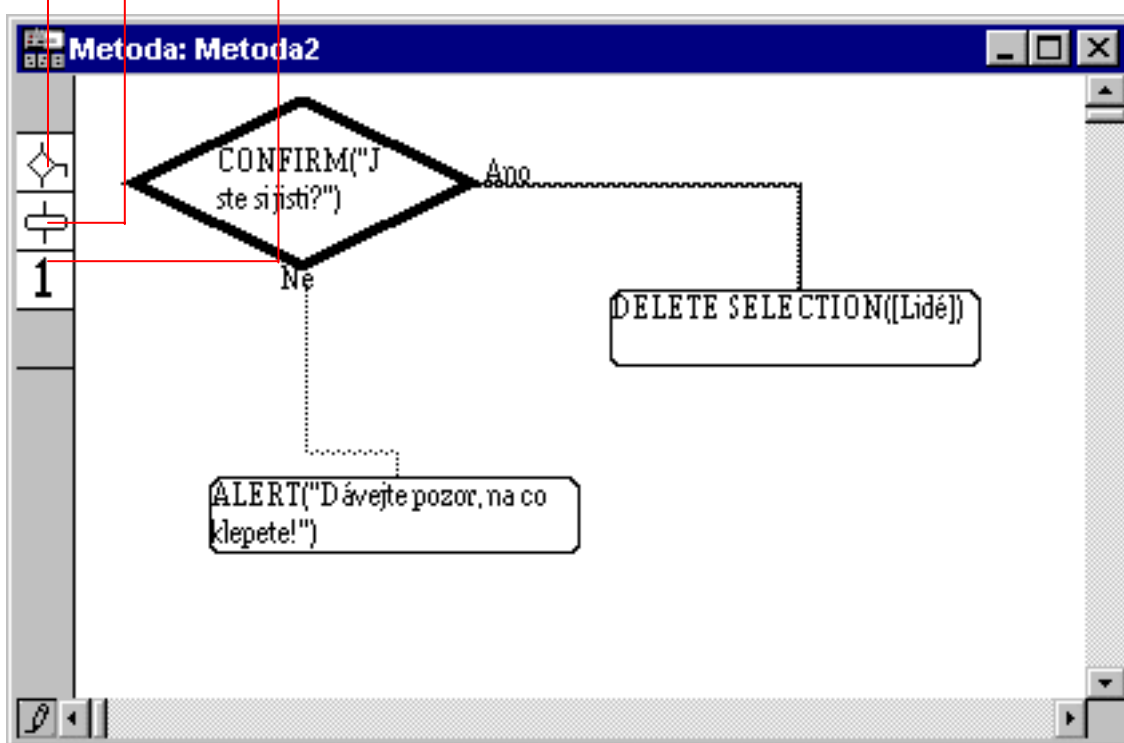 Metoda: Metoda2
CONFIRM("J
ste si jisti?")
Ano
1
Ne
DELETE SELECTION([Lidé])
ALERT("Dávejte pozor, na co
klepete!")